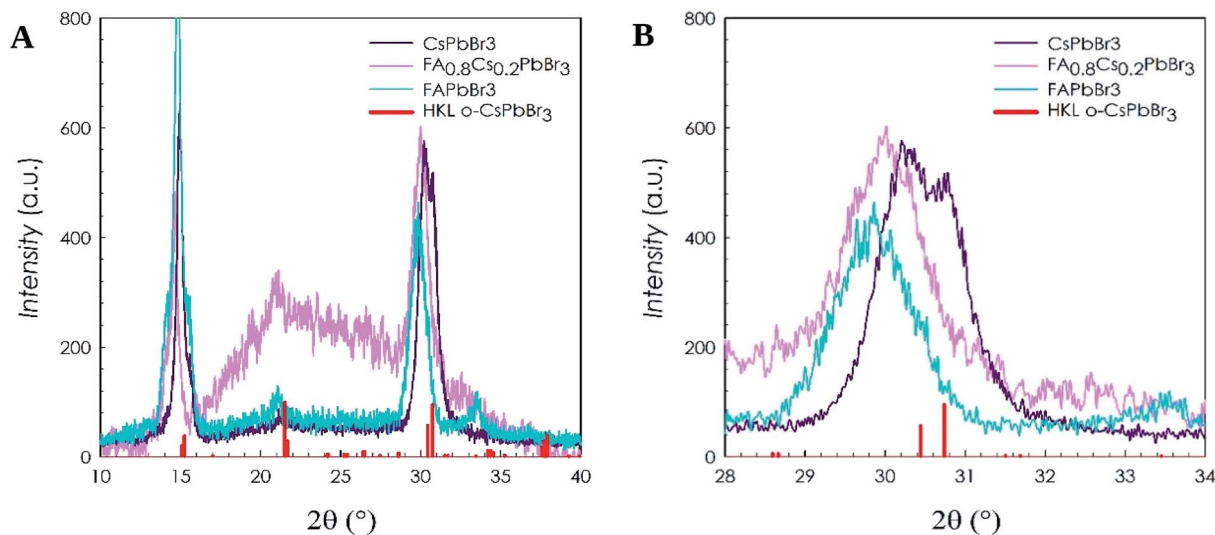 A
800
600
400
200
0
Intensity (a.u.)
CsPbBr3
FA0.8Cs0.2PbBr3
FAPbBr3
HKL o-CsPbBr3
10 15 20 25 30 35 40
2θ (°)
B
800
600
400
200
0
Intensity (a.u.)
CsPbBr3
FA0.8Cs0.2PbBr3
FAPbBr3
HKL o-CsPbBr3
28 29 30 31 32 33 34
2θ (°)